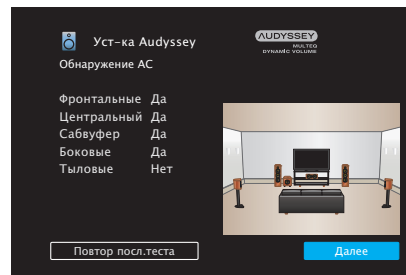 Уст-ка Audyssey
AUDYSSEY
MULTEQ
DYNAMIC VOLUME
Обнаружение АС
Фронтальные Да
Центральный Да
Сабвуфер Да
Боковые Да
Тыловые Нет
Повтор посл.теста
Далее